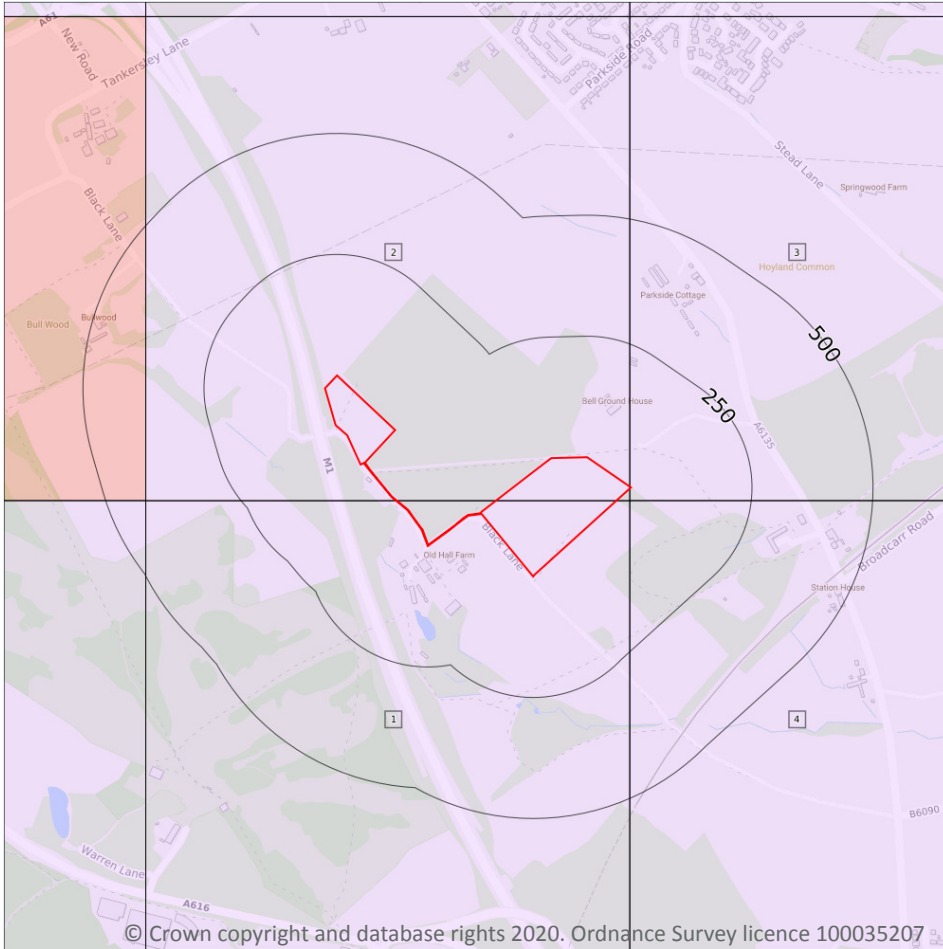 A61
New Road
Tankersley Lane
Parkside Road
Stead Lane
Springwood Farm
Black Lane
2
3
Hoyland Common
Parkside Cottage
Bull Wood
Bullwood
500
250
Bell Ground House
A6135
M1
Black Lane
Broadcarr Road
Old Hall Farm
Station House
1
4
B6090
Warren Lane
A616
© Crown copyright and database rights 2020. Ordnance Survey licence 100035207